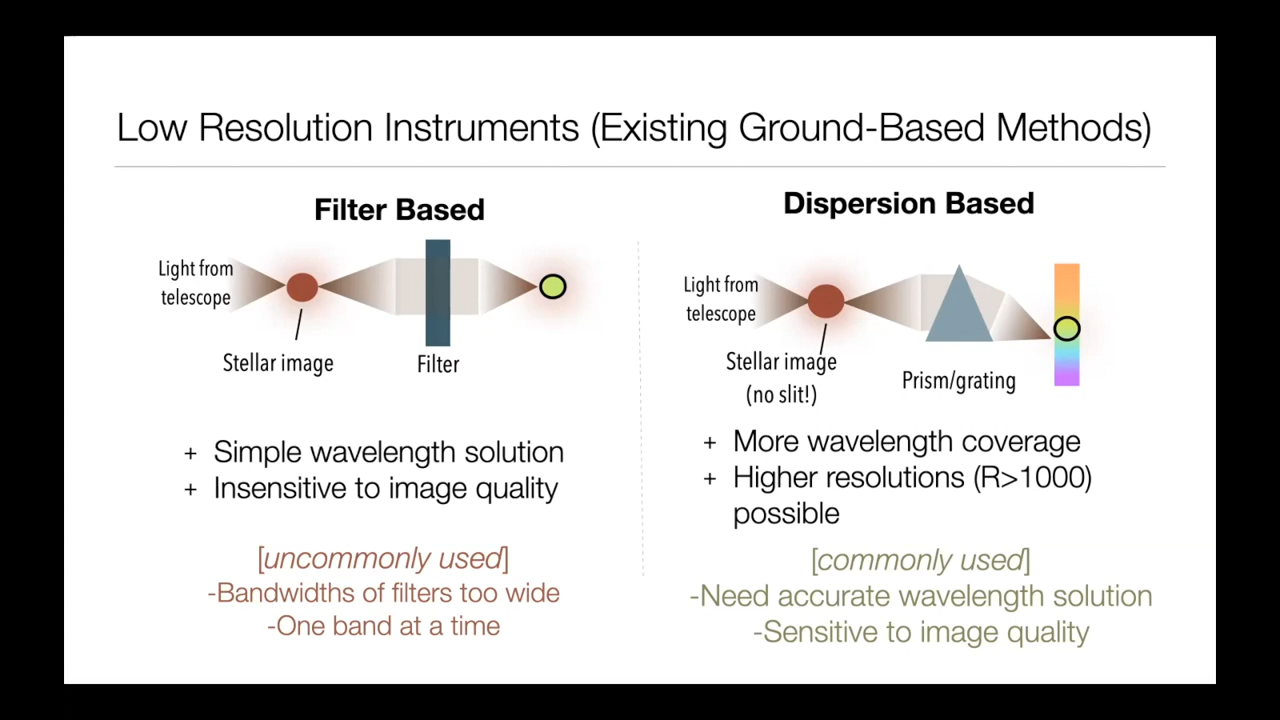 Low Resolution Instruments (Existing Ground-Based Methods)
Filter Based
Light from
telescope
Stellar image
Filter
+ Simple wavelength solution
+ Insensitive to image quality
[uncommonly used]
-Bandwidths of filters too wide
-One band at a time
Dispersion Based
Light from
telescope
Stellar image
(no slit!)
Prism/grating
+ More wavelength coverage
+ Higher resolutions (R>1000)
possible
[commonly used]
-Need accurate wavelength solution
-Sensitive to image quality